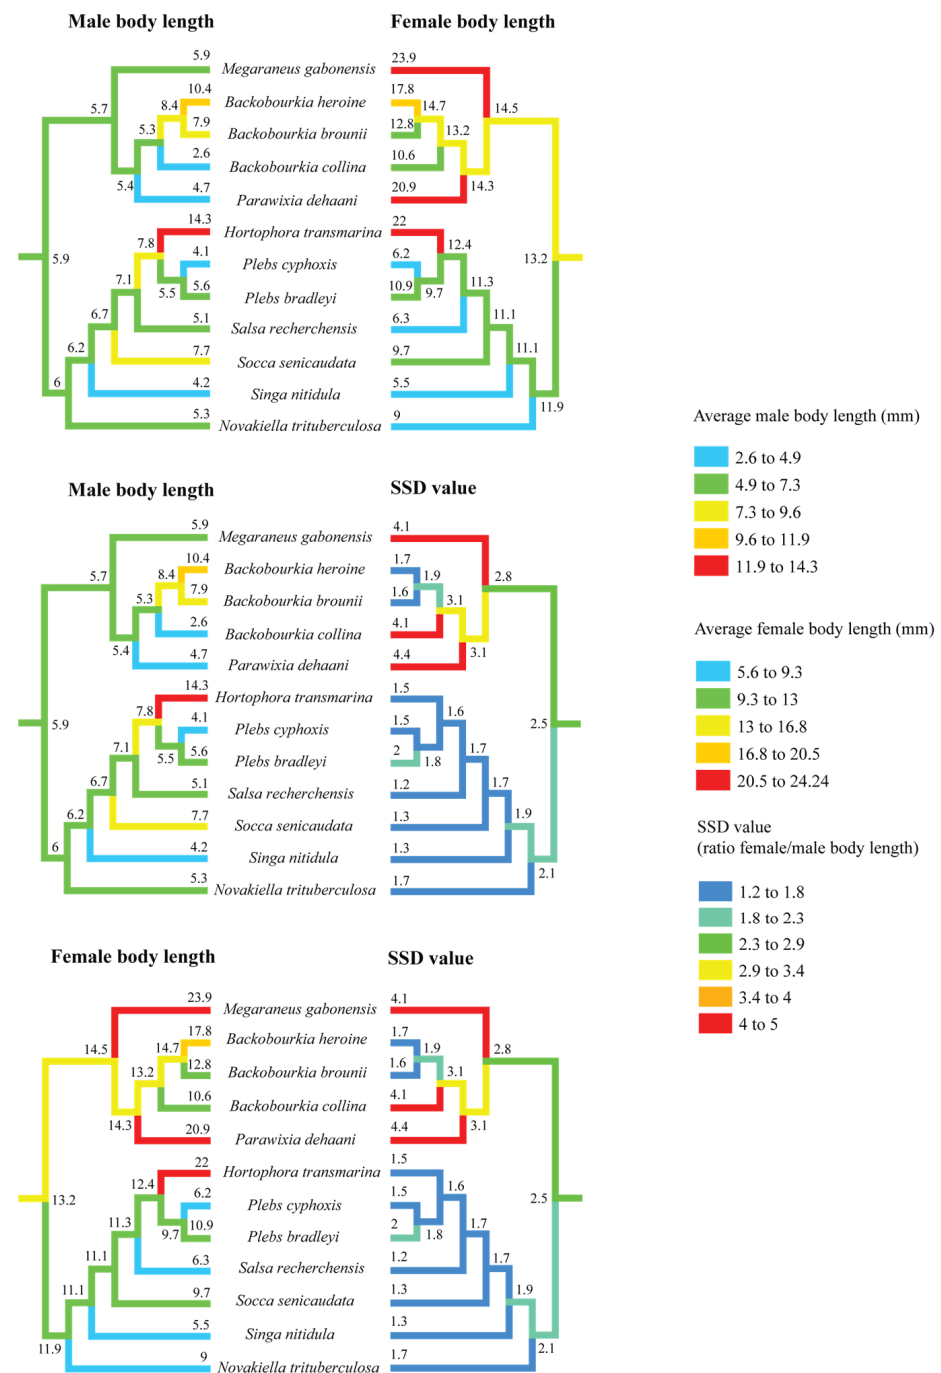 Male body length Female body length
5.9 Megaraneus gabonensis 23.9
10.4 Backobourkia heroine 17.8
8.4 14.7
5.7 14.5
7.9 Backobourkia brounii 12.8
5.3 13.2
2.6 Backobourkia collina 10.6
5.4 14.3
4.7 Parawixia dehaani 20.9
14.3 Hortophora transmarina 22
7.8 12.4
4.1 Plebs cyphoxis 6.2
5.9 13.2
7.1 11.3
5.6 Plebs bradleyi 10.9
5.5 9.7
6.7 11.1
5.1 Salsa recherchensis 6.3
6.2 11.1
7.7 Socca senicaudata 9.7
6 11.9
4.2 Singa nitidula 5.5
5.3 Novakiella trituberculosa 9
Male body length SSD value
5.9 Megaraneus gabonensis 4.1
10.4 Backobourkia heroine 1.7
8.4 1.9
5.7 2.8
7.9 Backobourkia brounii 1.6
5.3 3.1
2.6 Backobourkia collina 4.1
5.4 3.1
4.7 Parawixia dehaani 4.4
14.3 Hortophora transmarina 1.5
7.8 1.6
4.1 Plebs cyphoxis 1.5
5.9 2.5
7.1 1.7
5.6 Plebs bradleyi 2
5.5 1.8
6.7 1.7
5.1 Salsa recherchensis 1.2
6.2 1.9
7.7 Socca senicaudata 1.3
6 2.1
4.2 Singa nitidula 1.3
5.3 Novakiella trituberculosa 1.7
Female body length SSD value
23.9 Megaraneus gabonensis 4.1
17.8 Backobourkia heroine 1.7
14.7 1.9
14.5 2.8
12.8 Backobourkia brounii 1.6
13.2 3.1
10.6 Backobourkia collina 4.1
14.3 3.1
20.9 Parawixia dehaani 4.4
22 Hortophora transmarina 1.5
12.4 1.6
6.2 Plebs cyphoxis 1.5
13.2 2.5
11.3 1.7
10.9 Plebs bradleyi 2
9.7 1.8
11.1 1.7
6.3 Salsa recherchensis 1.2
11.1 1.9
9.7 Socca senicaudata 1.3
11.9 2.1
5.5 Singa nitidula 1.3
9 Novakiella trituberculosa 1.7
Average male body length (mm)
2.6 to 4.9
4.9 to 7.3
7.3 to 9.6
9.6 to 11.9
11.9 to 14.3
Average female body length (mm)
5.6 to 9.3
9.3 to 13
13 to 16.8
16.8 to 20.5
20.5 to 24.24
SSD value
(ratio female/male body length)
1.2 to 1.8
1.8 to 2.3
2.3 to 2.9
2.9 to 3.4
3.4 to 4
4 to 5